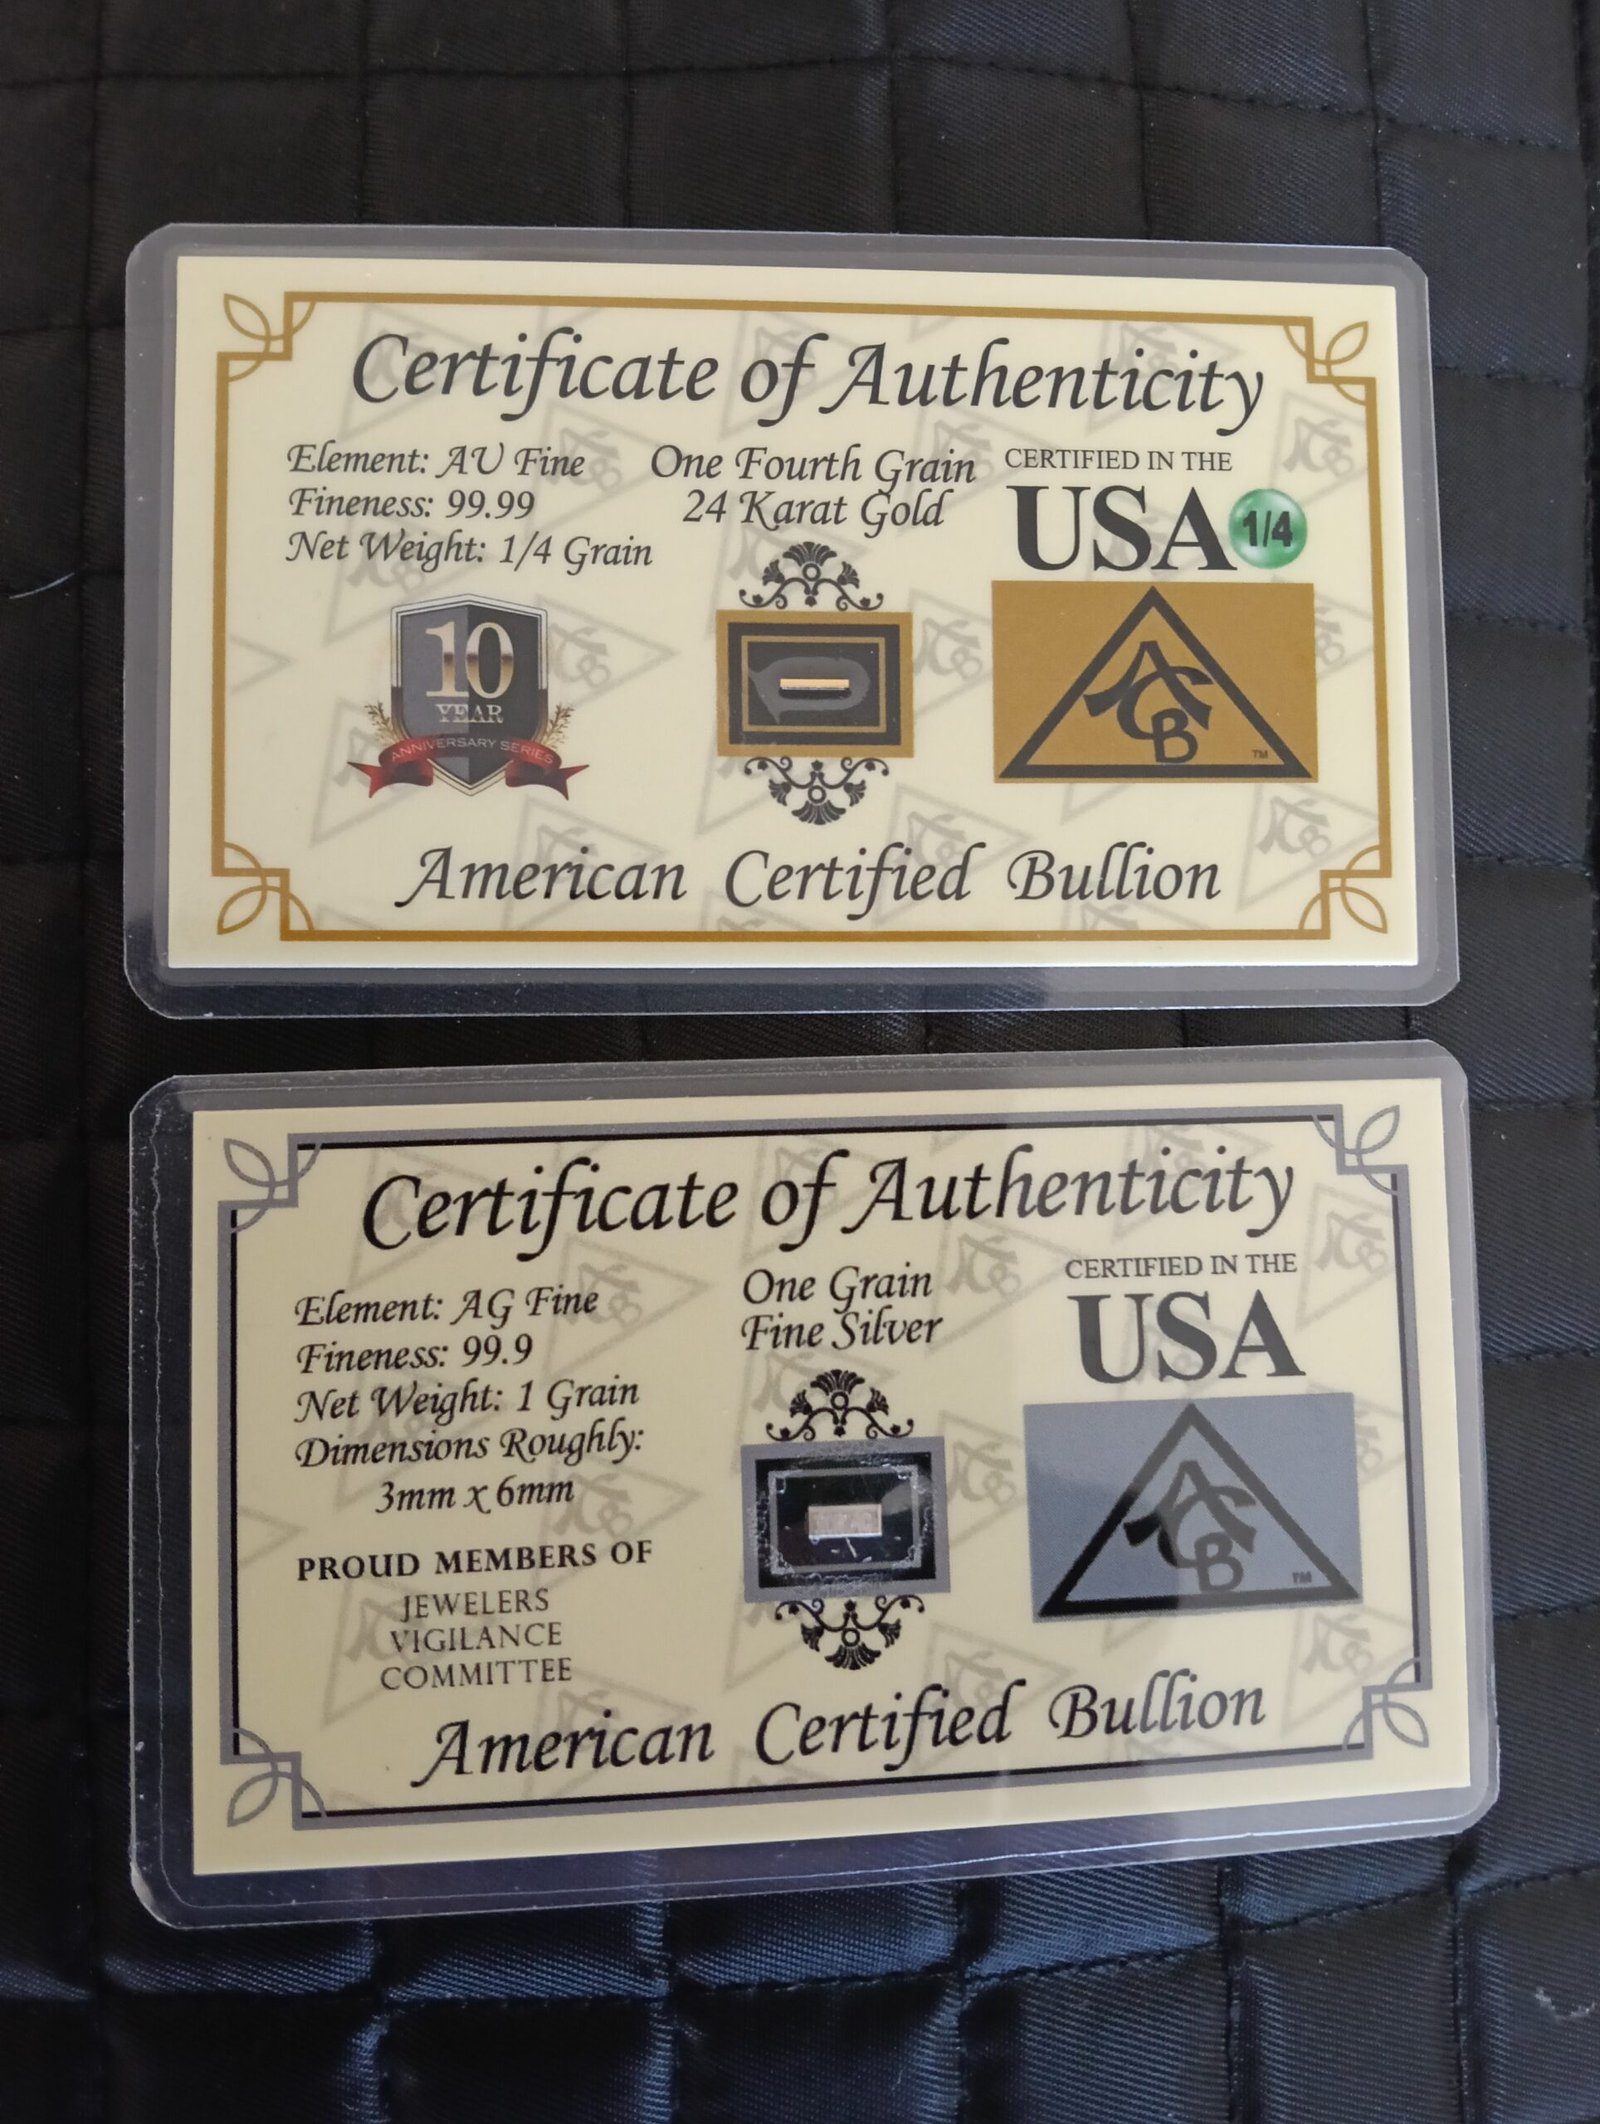 Certificate of Authenticity
Element: AU Fine
Fineness: 99.99
Net Weight: 1/4 Grain
One Fourth Grain
24 Karat Gold
CERTIFIED IN THE
USA
1/4
10
YEAR
ANNIVERSARY SERIES
ACB
TM
American Certified Bullion
Certificate of Authenticity
Element: AG Fine
Fineness: 99.9
Net Weight: 1 Grain
Dimensions Roughly:
3mm x 6mm
PROUD MEMBERS OF
JEWELERS
VIGILANCE
COMMITTEE
One Grain
Fine Silver
CERTIFIED IN THE
USA
ACB
TM
American Certified Bullion